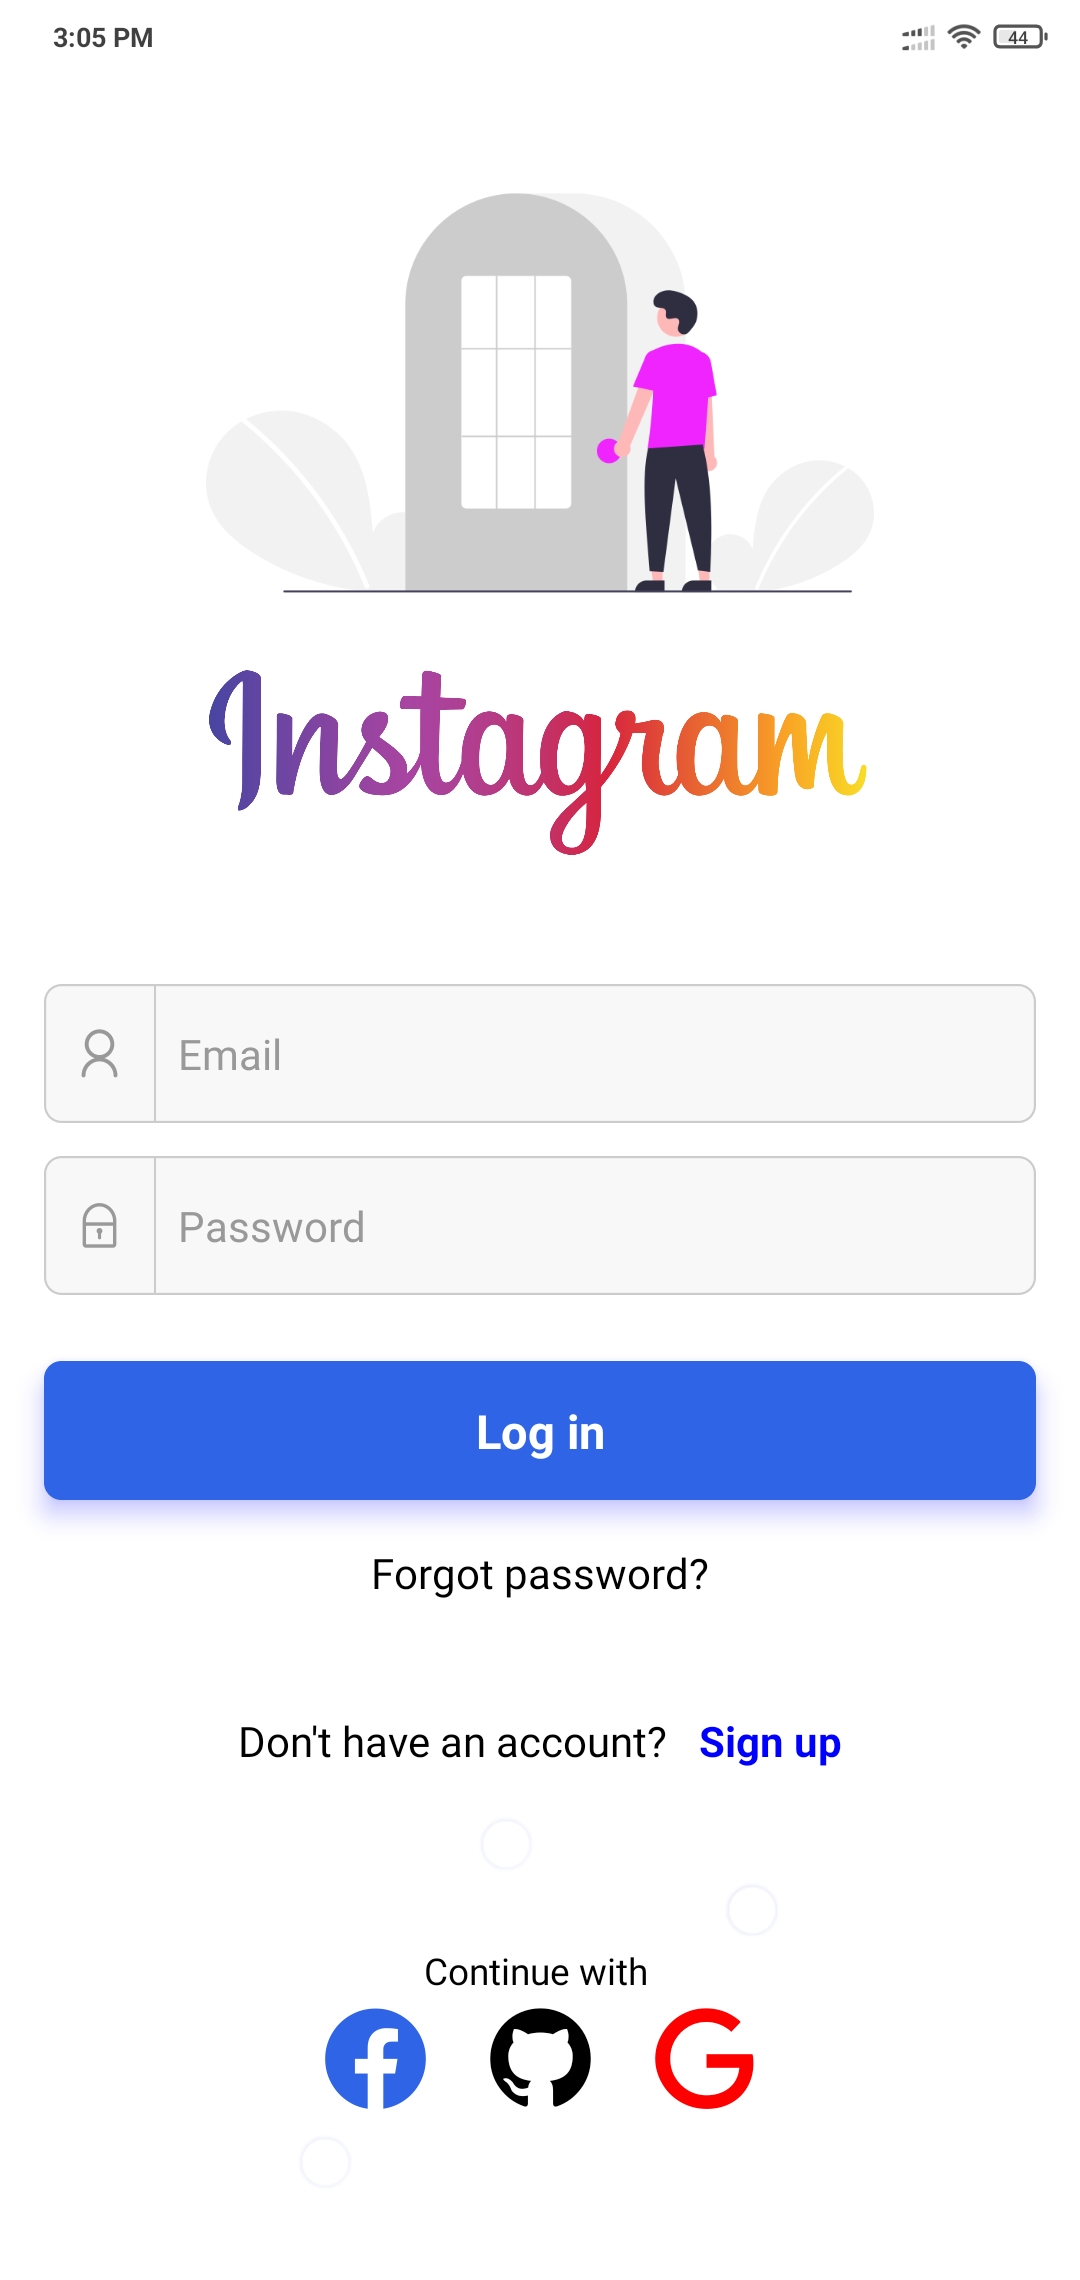 3:05 PM
44
Instagram
Email
Password
Log in
Forgot password?
Don't have an account? Sign up
Continue with